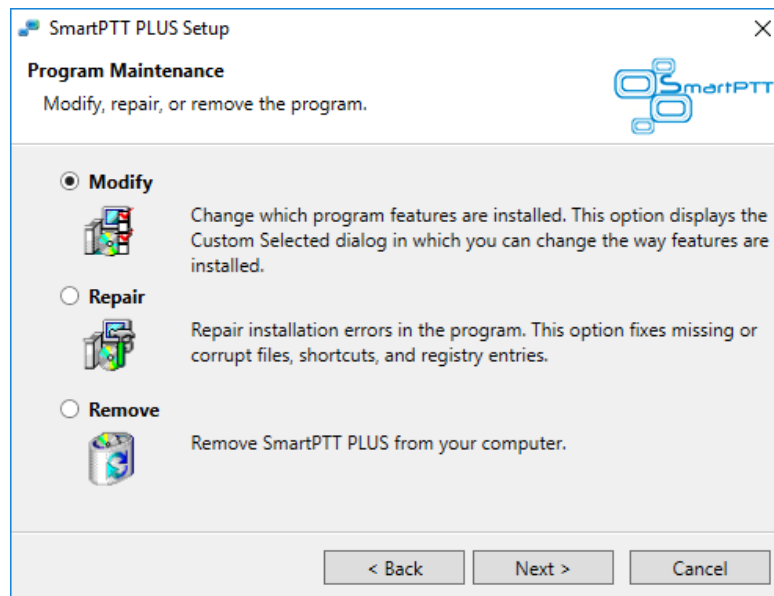 SmartPTT PLUS Setup
Program Maintenance
Modify, repair, or remove the program.
SmartPTT
Modify
Change which program features are installed. This option displays the
Custom Selected dialog in which you can change the way features are
installed.
Repair
Repair installation errors in the program. This option fixes missing or
corrupt files, shortcuts, and registry entries.
Remove
Remove SmartPTT PLUS from your computer.
< Back
Next >
Cancel